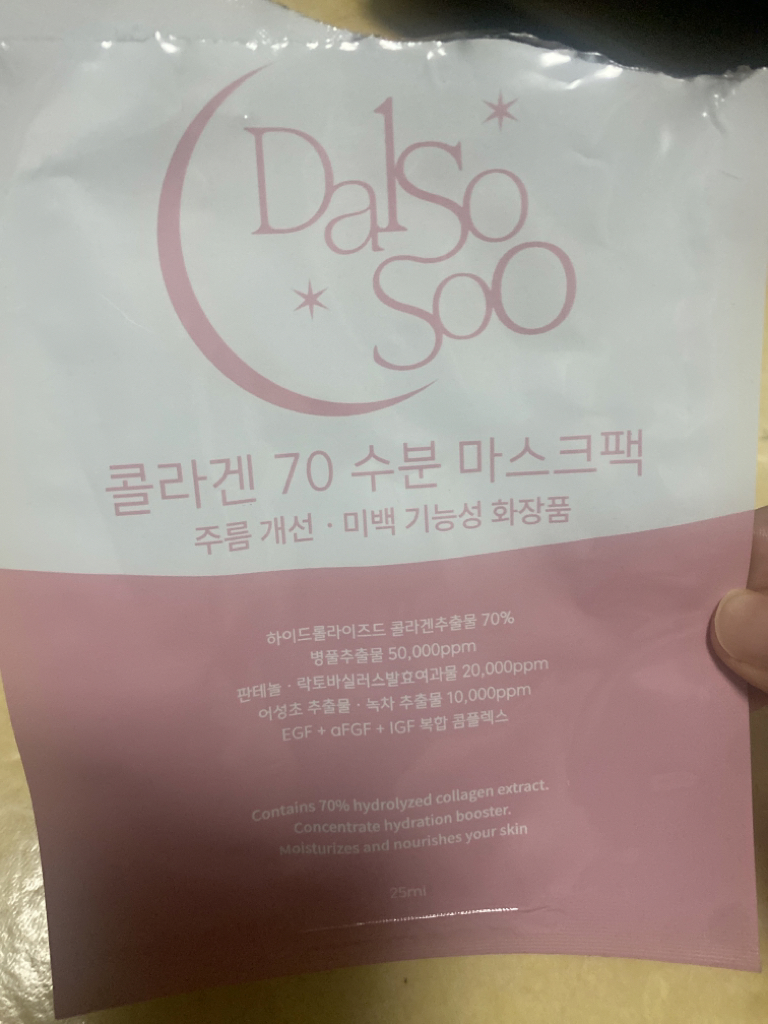 DalSo
Soo
콜라겐 70 수분 마스크팩
주름 개선 · 미백 기능성 화장품
하이드롤라이즈드 콜라겐추출물 70%
병풀추출물 50,000ppm
판테놀 · 락토바실러스발효여과물 20,000ppm
어성초 추출물 · 녹차 추출물 10,000ppm
EGF + aFGF + IGF 복합 콤플렉스
Contains 70% hydrolyzed collagen extract.
Concentrate hydration booster.
Moisturizes and nourishes your skin
25ml